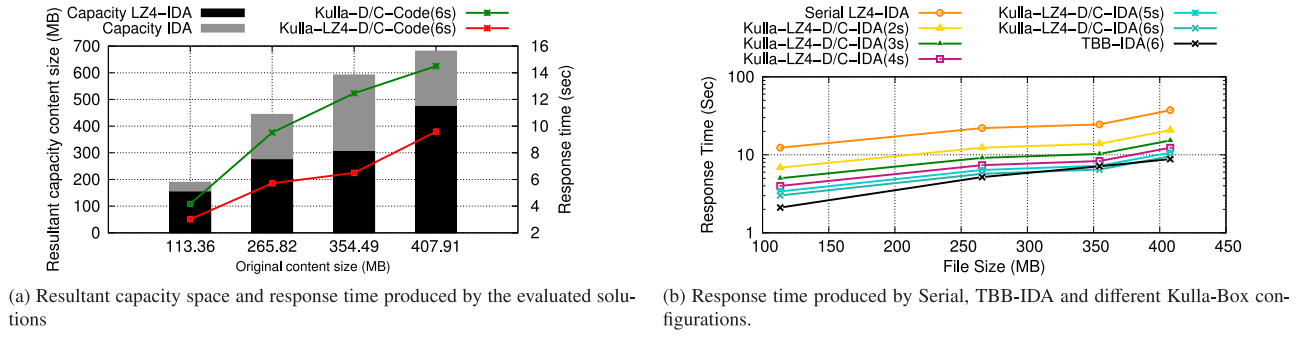 Capacity LZ4-IDA
Capacity IDA
Kulla-D/C-Code(6s)
Kulla-LZ4-D/C-Code(6s)
Resultant capacity content size (MB)
700
600
500
400
300
200
100
0
16
14
12
10
8
6
4
2
Response time (sec)
113.36 265.82 354.49 407.91
Original content size (MB)
(a) Resultant capacity space and response time produced by the evaluated solu-
tions
Serial LZ4-IDA
Kulla-LZ4-D/C-IDA(2s)
Kulla-LZ4-D/C-IDA(3s)
Kulla-LZ4-D/C-IDA(4s)
Kulla-LZ4-D/C-IDA(5s)
Kulla-LZ4-D/C-IDA(6s)
TBB-IDA(6)
Response Time (Sec)
100
10
1
100 150 200 250 300 350 400 450
File Size (MB)
(b) Response time produced by Serial, TBB-IDA and different Kulla-Box con-
figurations.